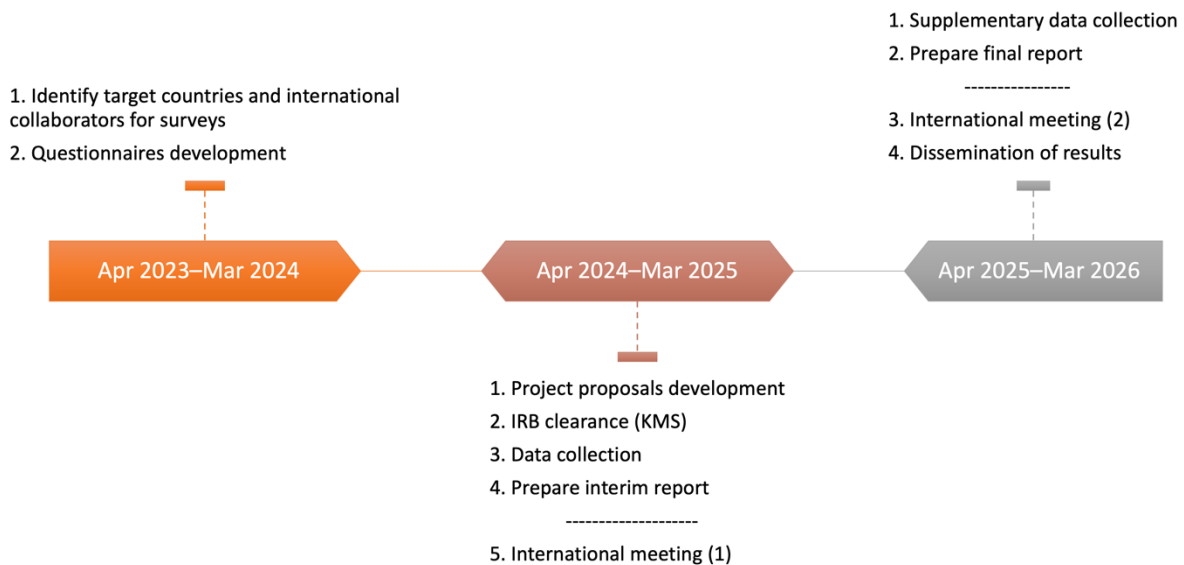 1. Identify target countries and international
collaborators for surveys
2. Questionnaires development
Apr 2023–Mar 2024
Apr 2024–Mar 2025
1. Project proposals development
2. IRB clearance (KMS)
3. Data collection
4. Prepare interim report
--------------------
5. International meeting (1)
1. Supplementary data collection
2. Prepare final report
----------------
3. International meeting (2)
4. Dissemination of results
Apr 2025–Mar 2026